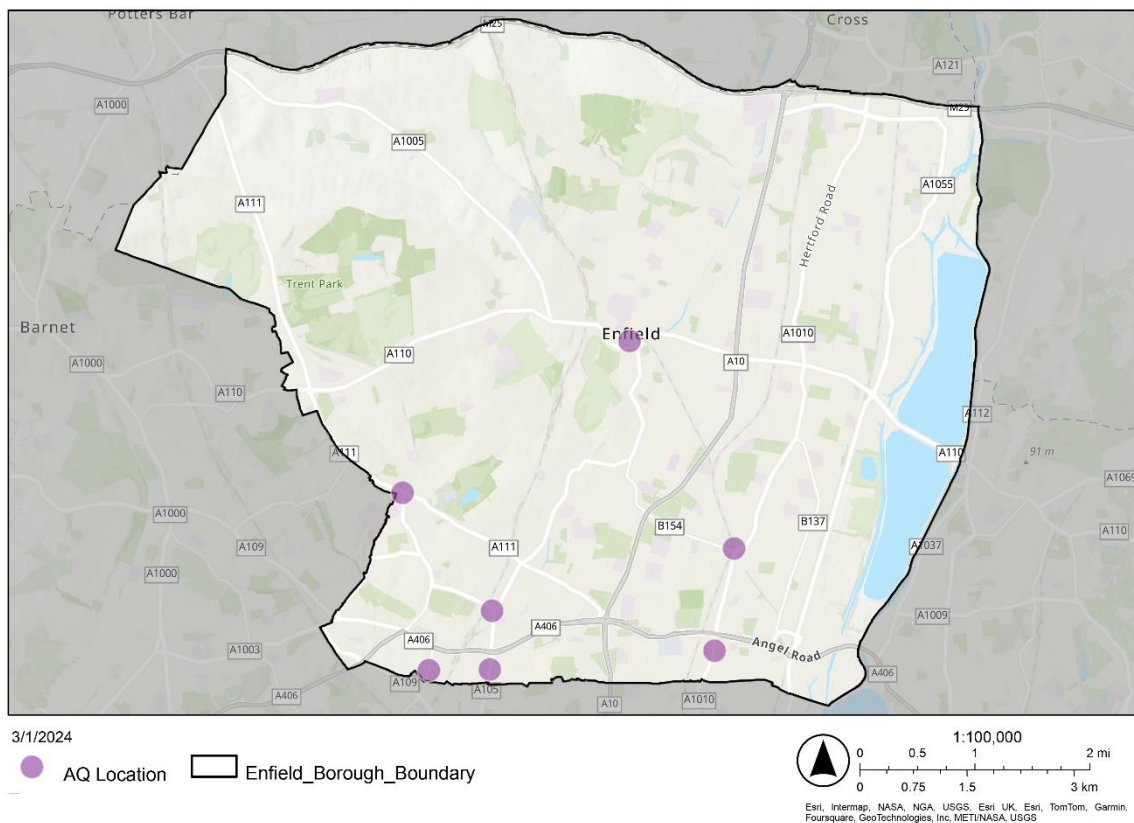 Potters Bar
M25
Cross
A121
A1000
M25
A1005
A111
A1055
Hertford Road
Trent Park
Barnet
Enfield
A1010
A1000
A110
A10
A110
A112
A111
A110
91 m
A1069
A1000
B154
B137
A110
A109
A111
A1037
A1000
A1009
A406
A406
Angel Road
A1003
A406
A109
A105
A10
A1010
A406
3/1/2024
AQ Location
Enfield_Borough_Boundary
1:100,000
0 0.5 1 2 mi
0 0.75 1.5 3 km
Esri, Intermap, NASA, NGA, USGS, Esri UK, Esri, TomTom, Garmin,
Foursquare, GeoTechnologies, Inc, METI/NASA, USGS